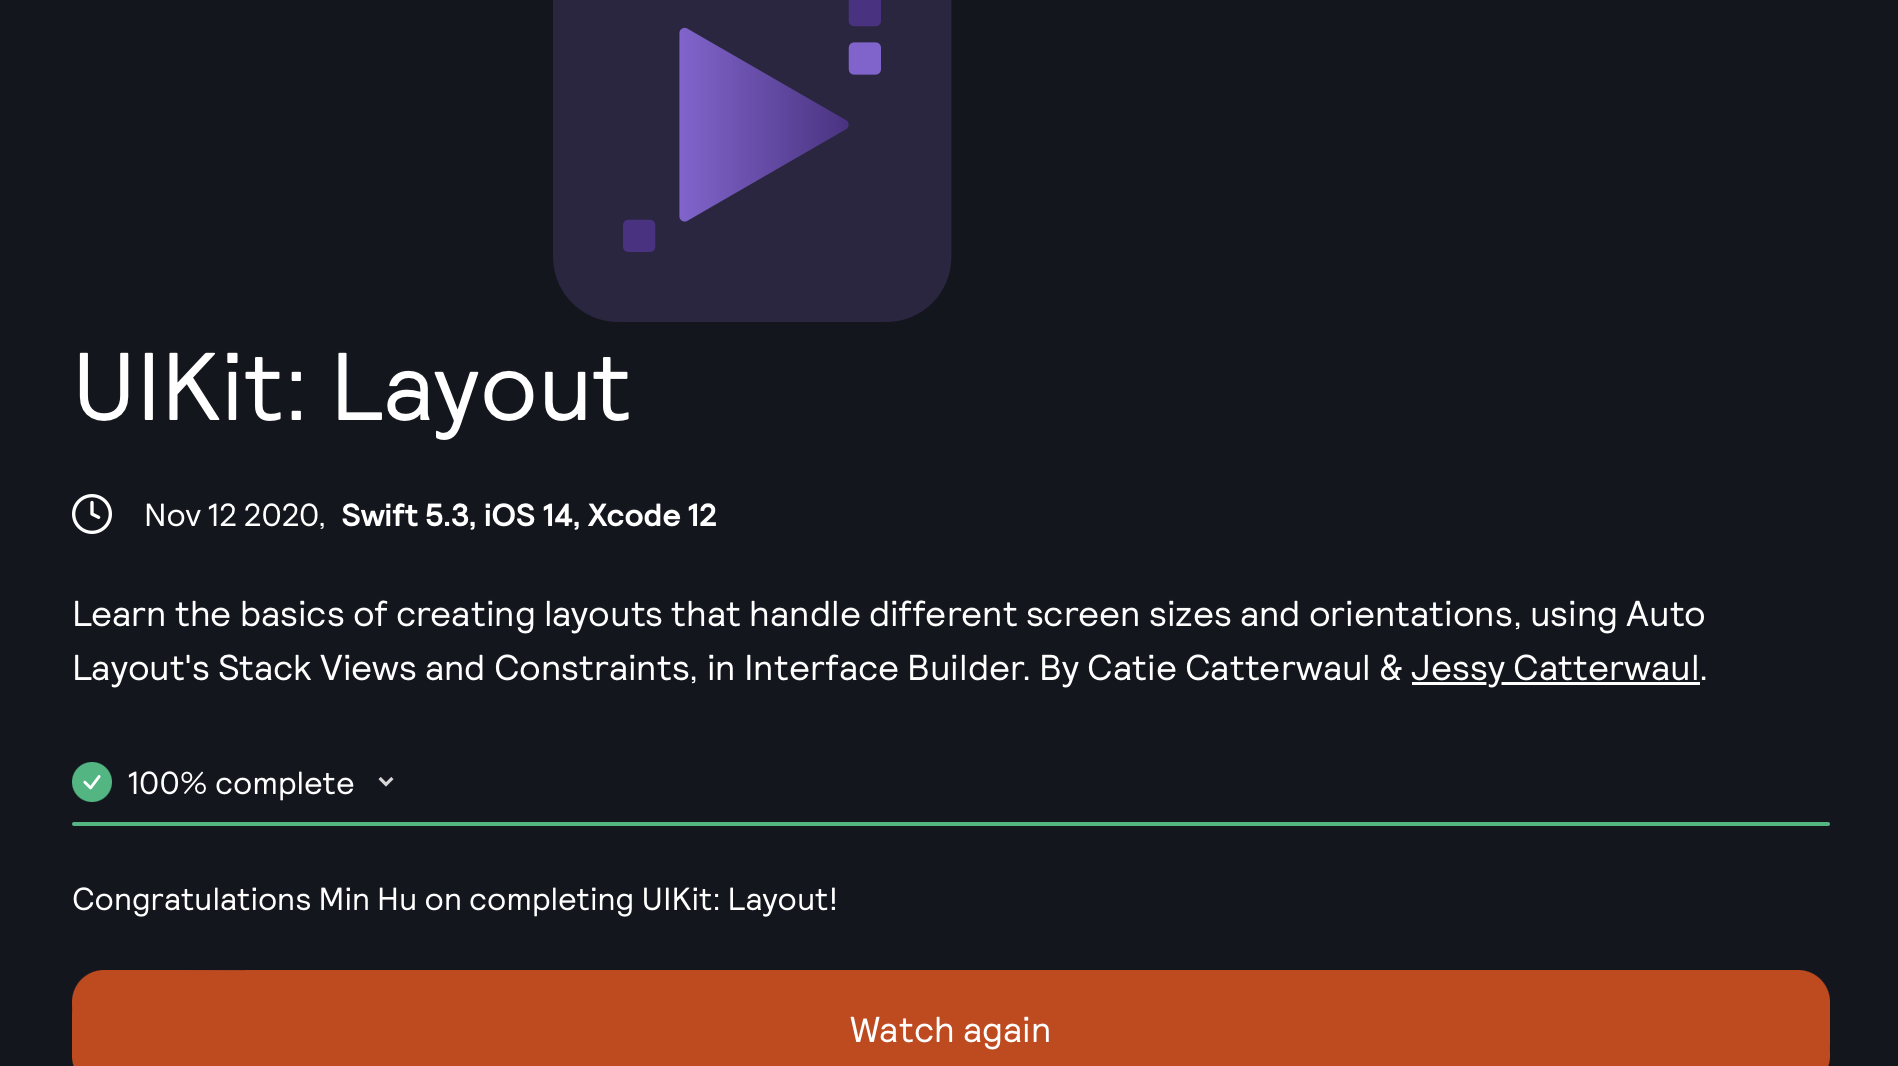 UIKit: Layout
Nov 12 2020, Swift 5.3, iOS 14, Xcode 12
Learn the basics of creating layouts that handle different screen sizes and orientations, using Auto
Layout's Stack Views and Constraints, in Interface Builder. By Catie Catterwaul & Jessy Catterwaul.
100% complete
Congratulations Min Hu on completing UIKit: Layout!
Watch again